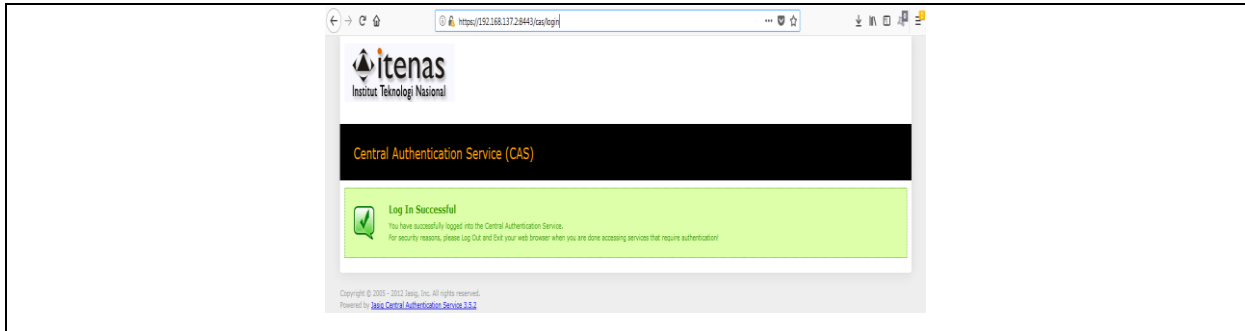 https://192.168.137.2:8443/cas/login
itenas
Institut Teknologi Nasional
Central Authentication Service (CAS)
Log In Successful
You have successfully logged into the Central Authentication Service.
For security reasons, please Log Out and Exit your web browser when you are done accessing services that require authentication!
Copyright © 2005 - 2012 Jasig, Inc. All rights reserved.
Powered by Jasig Central Authentication Service 3.5.2